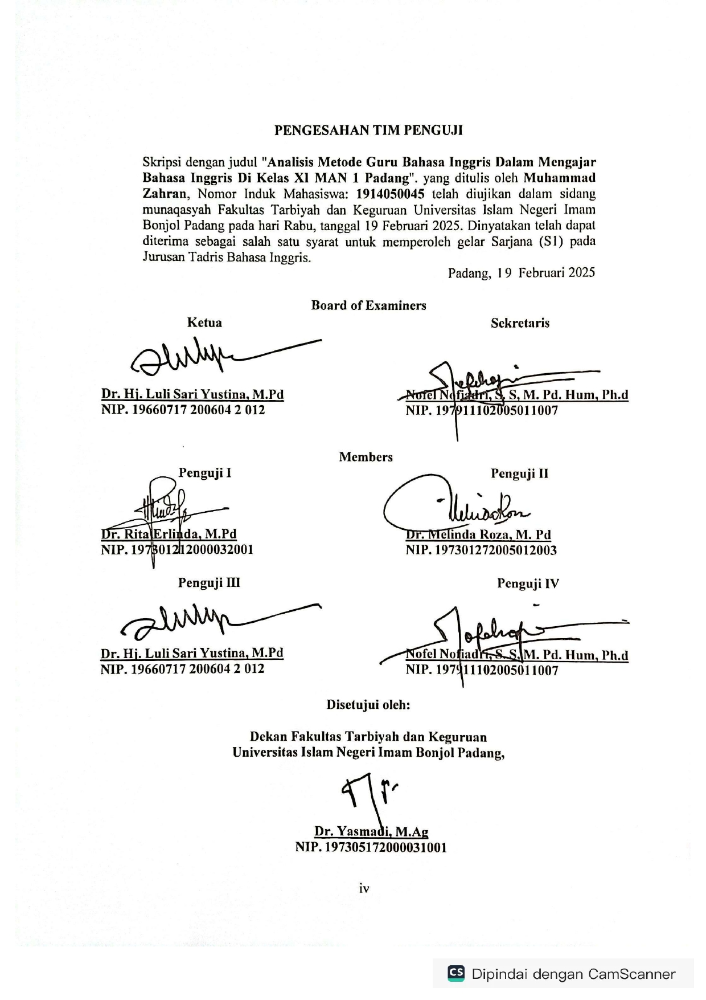 PENGESAHAN TIM PENGUJI
Skripsi dengan judul "Analisis Metode Guru Bahasa Inggris Dalam Mengajar
Bahasa Inggris Di Kelas XI MAN 1 Padang". yang ditulis oleh Muhammad
Zahran, Nomor Induk Mahasiswa: 1914050045 telah diujikan dalam sidang
munaqasyah Fakultas Tarbiyah dan Keguruan Universitas Islam Negeri Imam
Bonjol Padang pada hari Rabu, tanggal 19 Februari 2025. Dinyatakan telah dapat
diterima sebagai salah satu syarat untuk memperoleh gelar Sarjana (S1) pada
Jurusan Tadris Bahasa Inggris.
Padang, 19 Februari 2025
Board of Examiners
Ketua
Sekretaris
Dr. Hj. Luli Sari Yustina, M.Pd
Nofel Nofiadri, S. S, M. Pd. Hum, Ph.d
NIP. 19660717 200604 2 012
NIP. 197911102005011007
Members
Penguji I
Penguji II
Dr. Rita Erlinda, M.Pd
Dr. Melinda Roza, M. Pd
NIP. 197301212000032001
NIP. 197301272005012003
Penguji III
Penguji IV
Dr. Hj. Luli Sari Yustina, M.Pd
Nofel Nofiadri, S. S, M. Pd. Hum, Ph.d
NIP. 19660717 200604 2 012
NIP. 197911102005011007
Disetujui oleh:
Dekan Fakultas Tarbiyah dan Keguruan
Universitas Islam Negeri Imam Bonjol Padang,
Dr. Yasmadi, M.Ag
NIP. 197305172000031001
iv
CS Dipindai dengan CamScanner